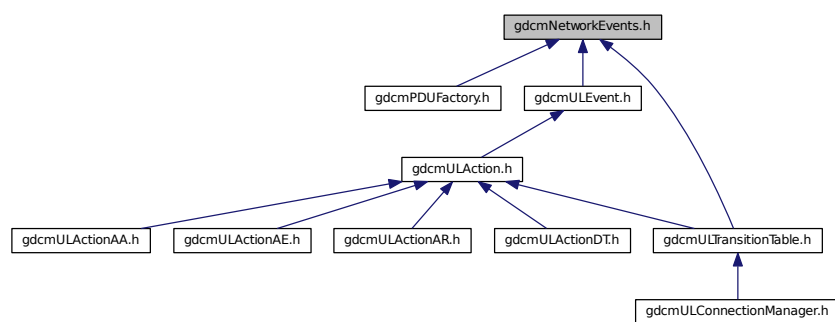 gdcmNetworkEvents.h
gdcmPDUFactory.h
gdcmULEvent.h
gdcmULAction.h
gdcmULActionAA.h
gdcmULActionAE.h
gdcmULActionAR.h
gdcmULActionDT.h
gdcmULTransitionTable.h
gdcmULConnectionManager.h